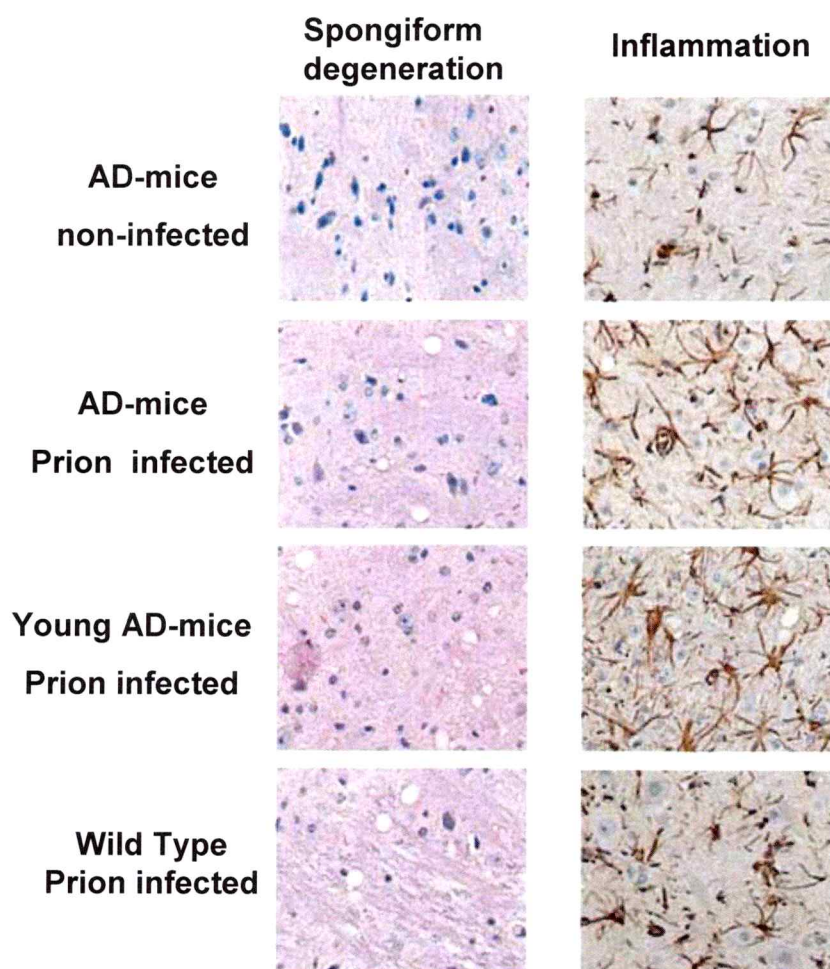 Spongiform
degeneration
Inflammation
AD-mice
non-infected
AD-mice
Prion infected
Young AD-mice
Prion infected
Wild Type
Prion infected